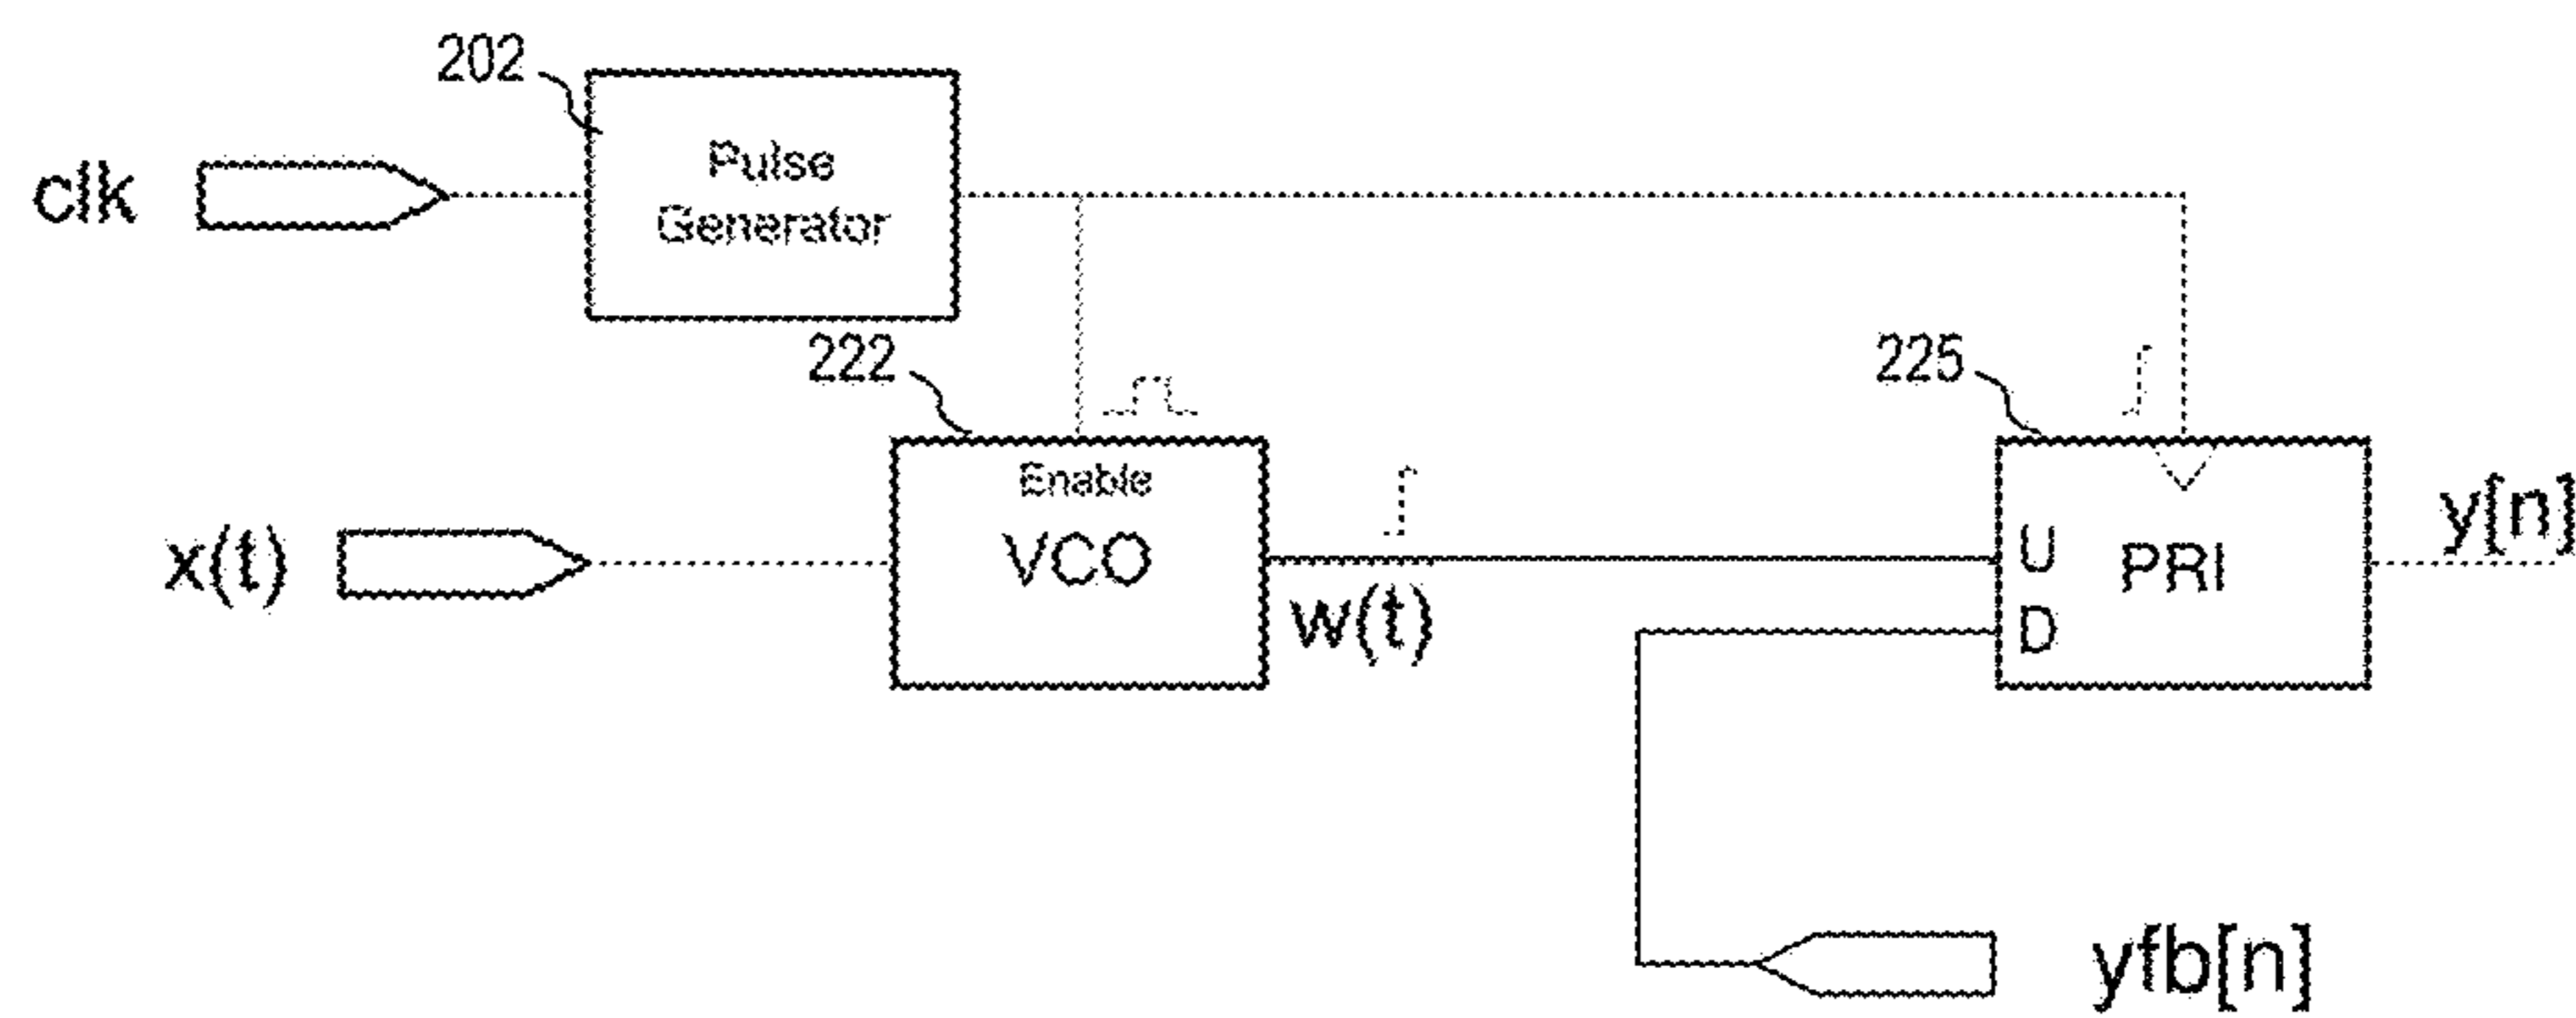 202
Pulse
Generator
clk
222
225
Enable
x(t)
VCO
w(t)
U
D
PRI
y[n]
yfb[n]